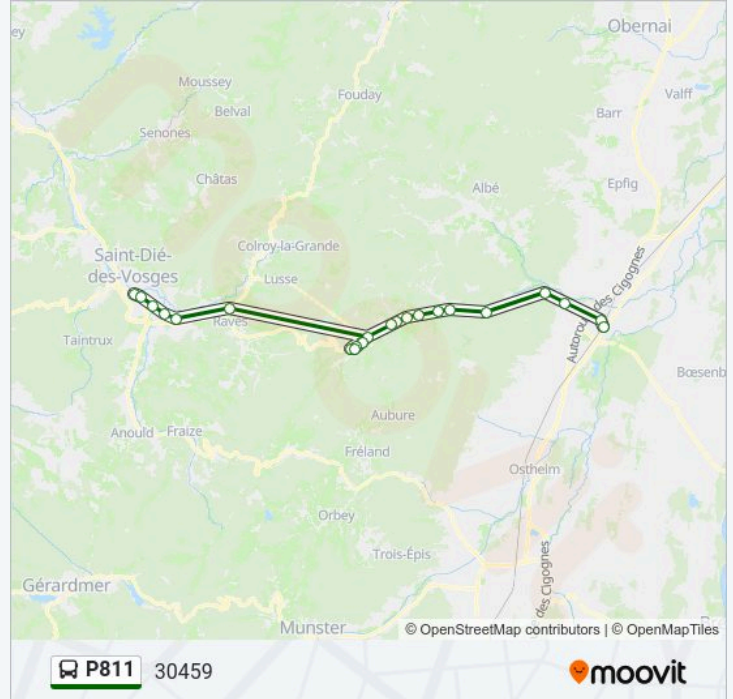 Obernai
ey
Moussey
Valff
Fouday
Belval
Barr
Senones
Châtas
Albé
Epfig
Colroy-la-Grande
Saint-Dié-
des-Vosges
Lusse
Autorou
des Cigognes
Raves
Taintrux
Bœsenb
Aubure
Anould
Fraize
Fréland
Ostheim
Orbey
Trois-Épis
des Cigognes
Gérardmer
Munster
© OpenStreetMap contributors | © OpenMapTiles
P811 30459
moovit